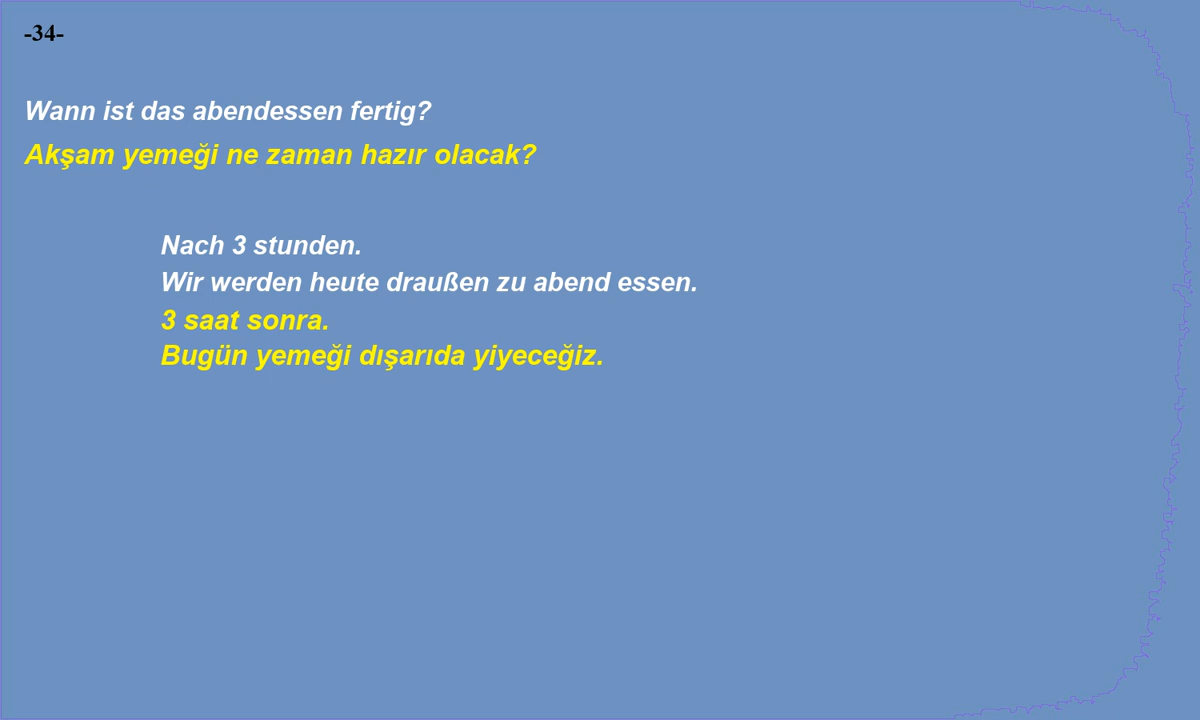 -34-
Wann ist das abendessen fertig?
Akşam yemeği ne zaman hazır olacak?
Nach 3 stunden.
Wir werden heute draußen zu abend essen.
3 saat sonra.
Bugün yemeği dışarıda yiyeceğiz.